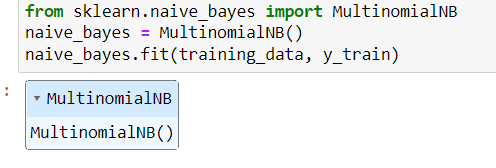 from sklearn.naive_bayes import MultinomialNB
naive_bayes = MultinomialNB()
naive_bayes.fit(training_data, y_train)
:
▾ MultinomialNB
MultinomialNB()